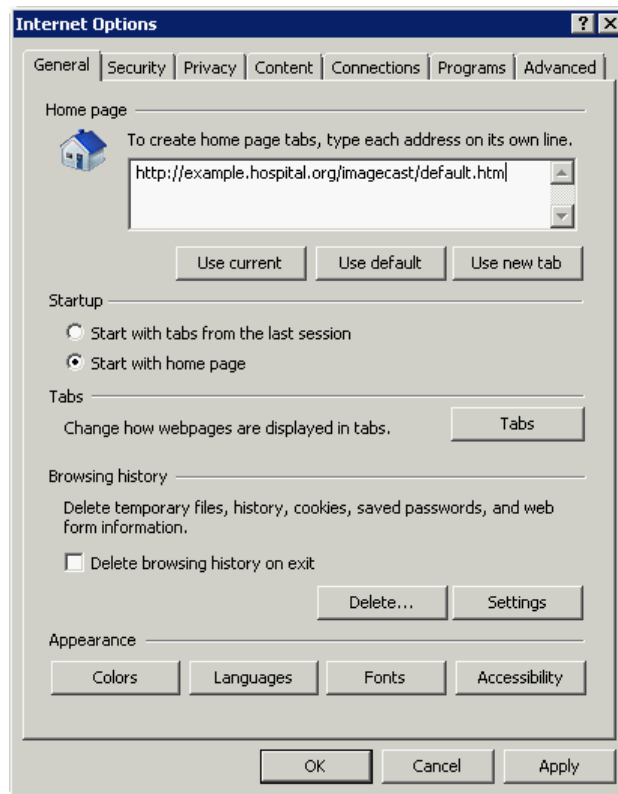 Internet Options
General Security Privacy Content Connections Programs Advanced
Home page
To create home page tabs, type each address on its own line.
http://example.hospital.org/imagecast/default.htm
Use current Use default Use new tab
Startup
Start with tabs from the last session
Start with home page
Tabs
Change how webpages are displayed in tabs. Tabs
Browsing history
Delete temporary files, history, cookies, saved passwords, and web
form information.
Delete browsing history on exit
Delete... Settings
Appearance
Colors Languages Fonts Accessibility
OK Cancel Apply